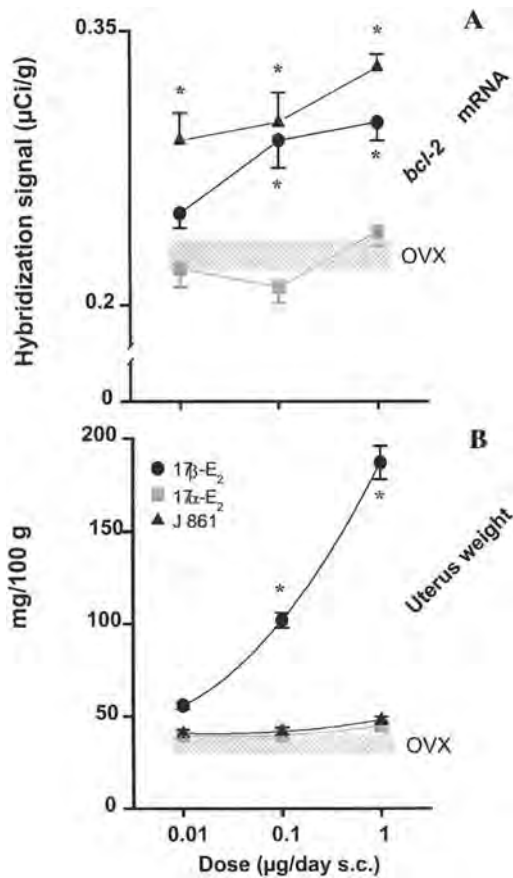 A
0.35
*
*
*
*
*
Hybridization signal (µCi/g)
bcl-2 mRNA
OVX
0.2
0
B
200
17β-E2
17α-E2
J 861
*
*
mg/100 g
150
Uterus weight
100
50
OVX
0
0.01 0.1 1
Dose (µg/day s.c.)